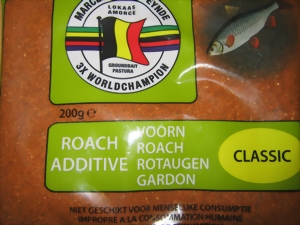 LOKAAS
AMORCE
GROUNDBAIT
PASTURA
3X WORLDCHAMPION
200g e
ROACH
ADDITIVE
VOORN
ROACH
ROTAUGEN
GARDON
CLASSIC
NIET GESCHIKT VOOR MENSELIJKE CONSUMPTIE
IMPROPRE A LA CONSOMMATION HUMAINE